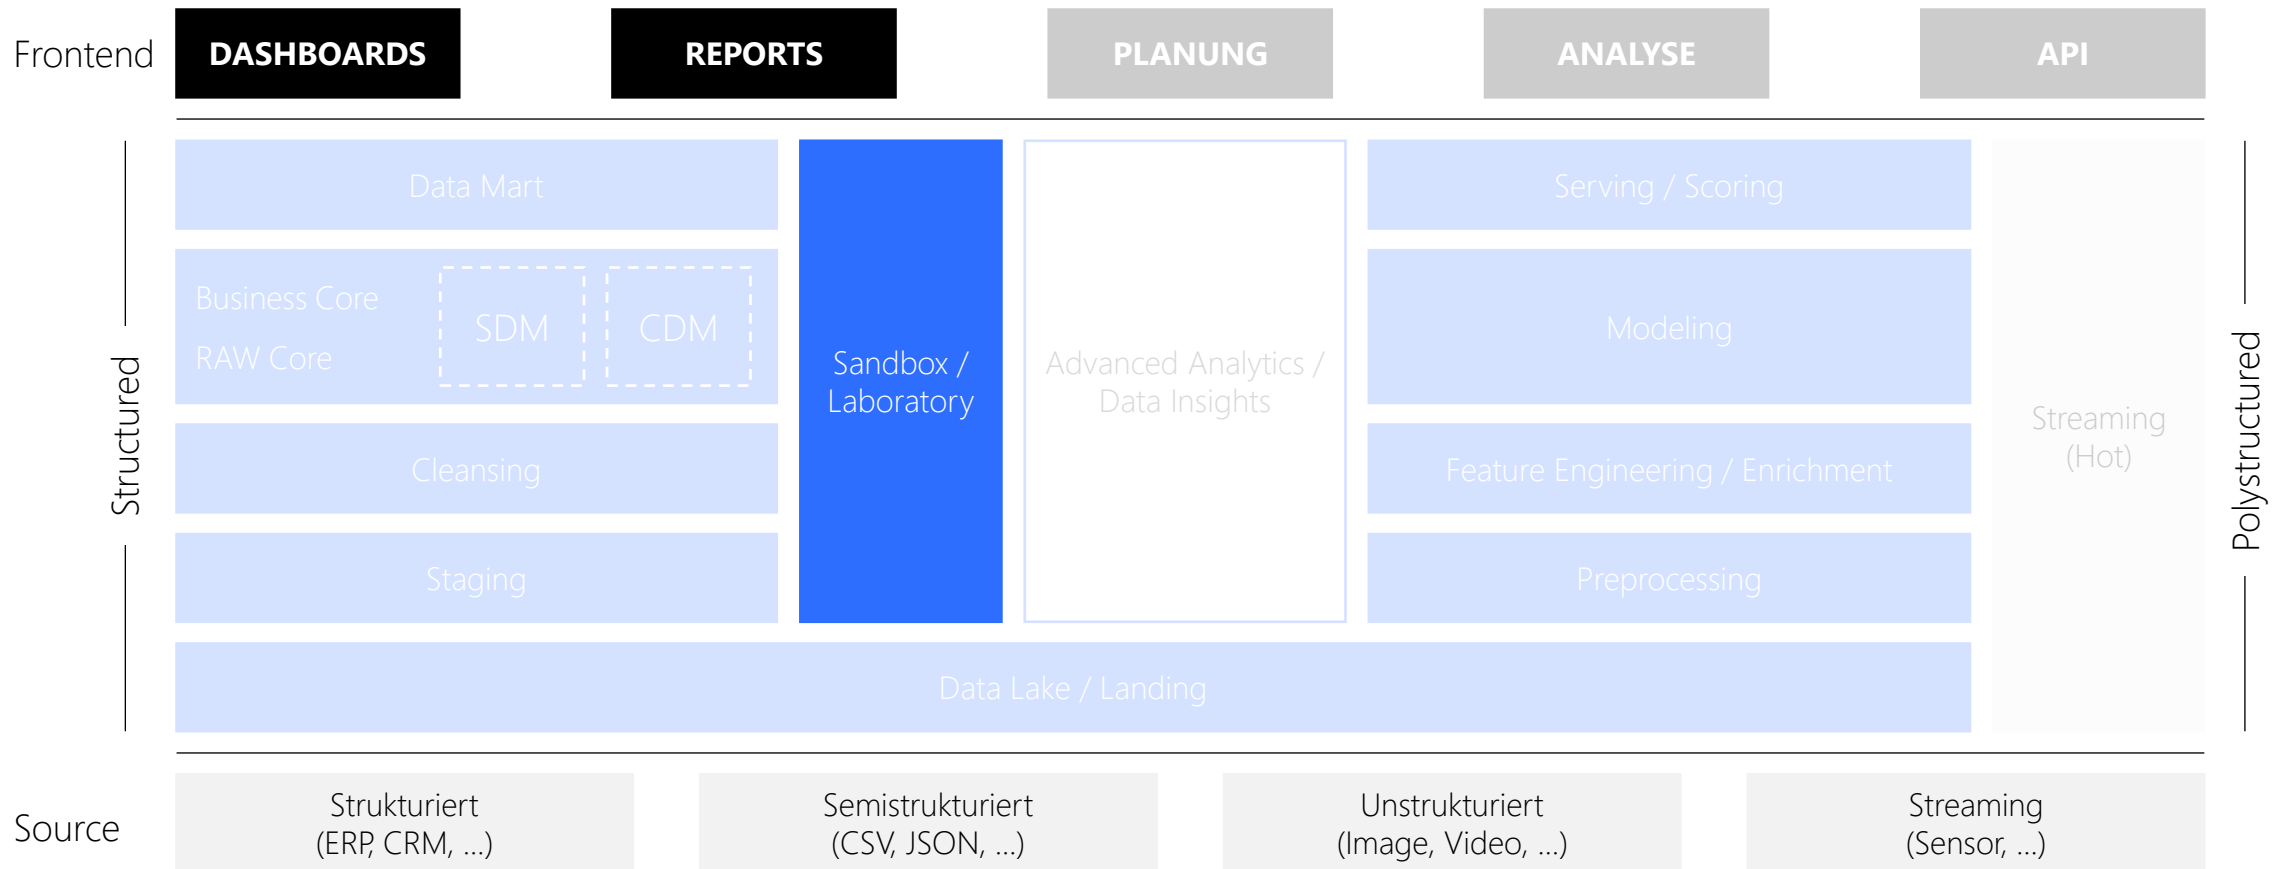 Frontend
DASHBOARDS
REPORTS
PLANUNG
ANALYSE
API
Structured
Data Mart
Business Core
RAW Core
SDM
CDM
Cleansing
Staging
Sandbox /
Laboratory
Advanced Analytics /
Data Insights
Serving / Scoring
Modeling
Feature Engineering / Enrichment
Preprocessing
Streaming
(Hot)
Polystructured
Data Lake / Landing
Source
Strukturiert
(ERP, CRM, ...)
Semistrukturiert
(CSV, JSON, ...)
Unstrukturiert
(Image, Video, ...)
Streaming
(Sensor, ...)